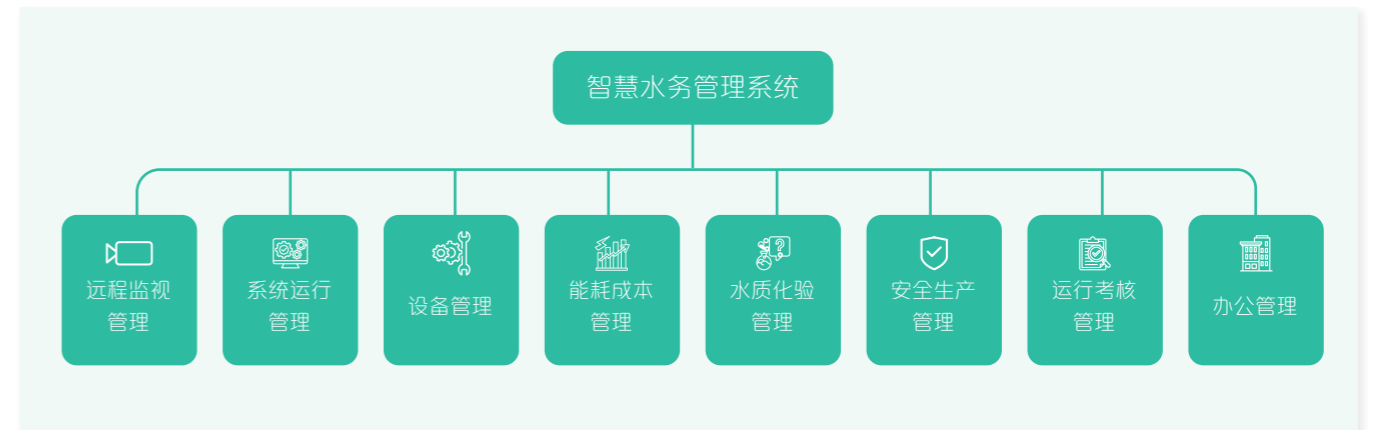 智慧水务管理系统
远程监视
管理
系统运行
管理
设备管理
能耗成本
管理
水质化验
管理
安全生产
管理
运行考核
管理
办公管理